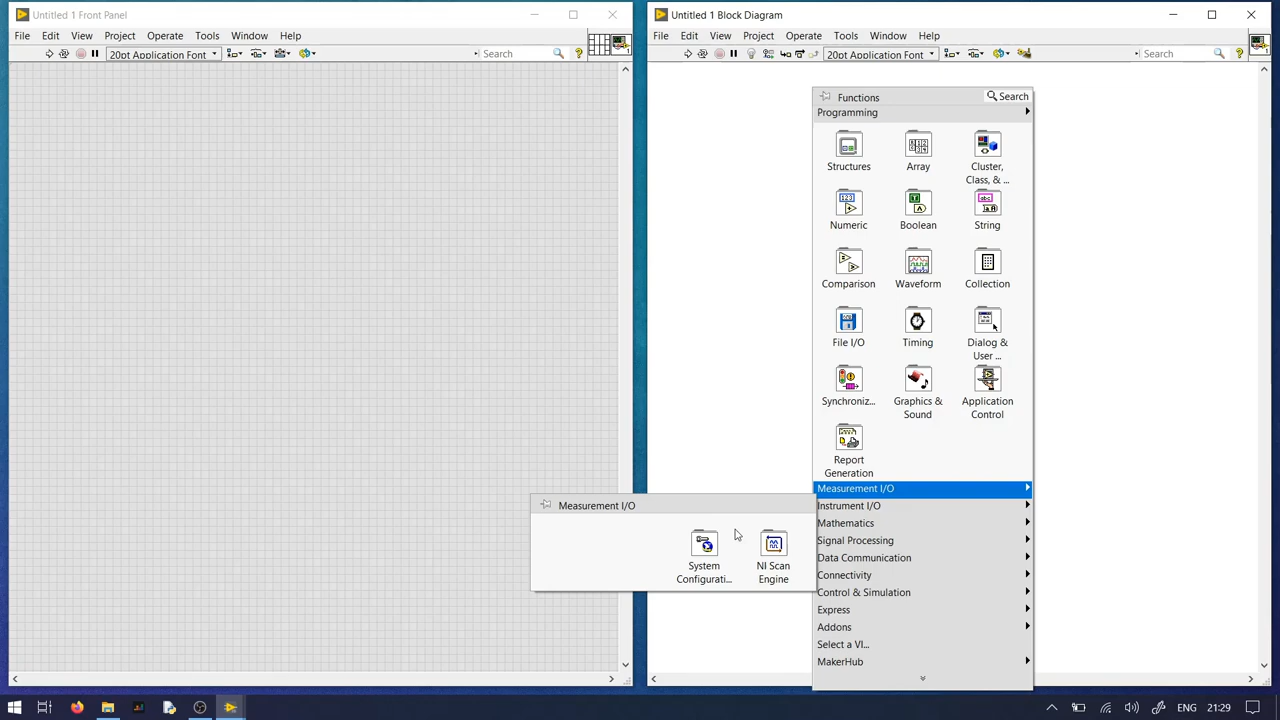 Untitled 1 Front Panel
File Edit View Project Operate Tools Window Help
20pt Application Font
Search
Untitled 1 Block Diagram
File Edit View Project Operate Tools Window Help
20pt Application Font
Search
Functions
Search
Programming
Structures Array Cluster,
Class, & ...
Numeric Boolean String
Comparison Waveform Collection
File I/O Timing Dialog &
User ...
Synchroniz... Graphics & Application
Sound Control
Report
Generation
Measurement I/O
Instrument I/O
Mathematics
Signal Processing
Data Communication
Connectivity
Control & Simulation
Express
Addons
Select a VI...
MakerHub
Measurement I/O
System NI Scan
Configurati... Engine
ENG 21:29